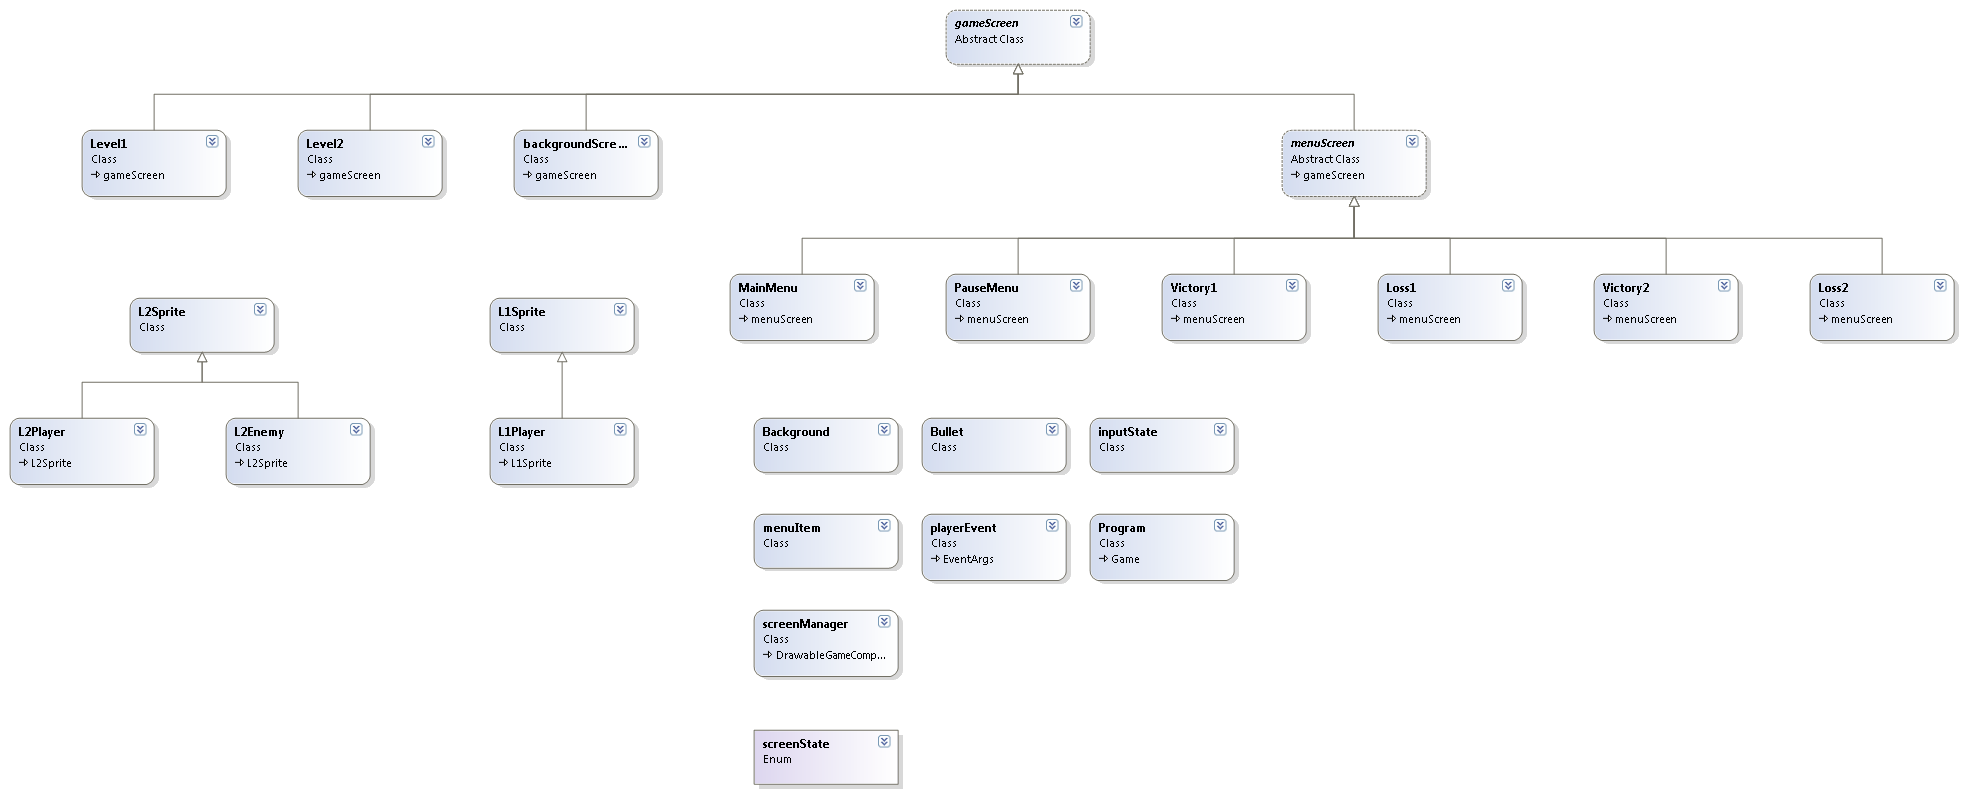 gameScreen
Abstract Class
Level1
Class
gameScreen
Level2
Class
gameScreen
backgroundScre...
Class
gameScreen
menuScreen
Abstract Class
gameScreen
MainMenu
Class
menuScreen
PauseMenu
Class
menuScreen
Victory1
Class
menuScreen
Loss1
Class
menuScreen
Victory2
Class
menuScreen
Loss2
Class
menuScreen
L2Sprite
Class
L1Sprite
Class
L2Player
Class
L2Sprite
L2Enemy
Class
L2Sprite
L1Player
Class
L1Sprite
Background
Class
Bullet
Class
inputState
Class
menuItem
Class
playerEvent
Class
EventArgs
Program
Class
Game
screenManager
Class
DrawableGameComp...
screenState
Enum